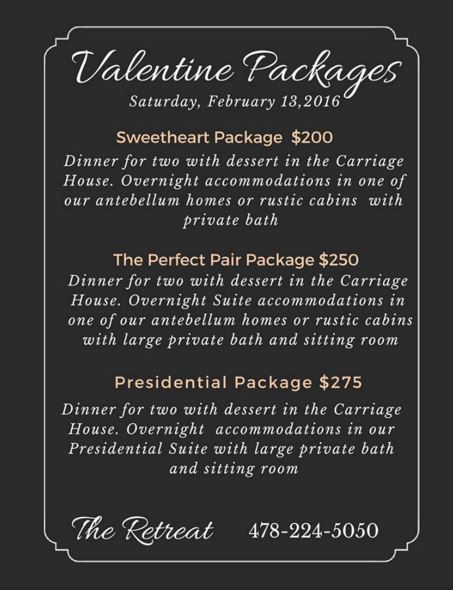 Valentine Packages
Saturday, February 13,2016
Sweetheart Package $200
Dinner for two with dessert in the Carriage
House. Overnight accommodations in one of
our antebellum homes or rustic cabins with
private bath
The Perfect Pair Package $250
Dinner for two with dessert in the Carriage
House. Overnight Suite accommodations in
one of our antebellum homes or rustic cabins
with large private bath and sitting room
Presidential Package $275
Dinner for two with dessert in the Carriage
House. Overnight accommodations in our
Presidential Suite with large private bath
and sitting room
The Retreat 478-224-5050